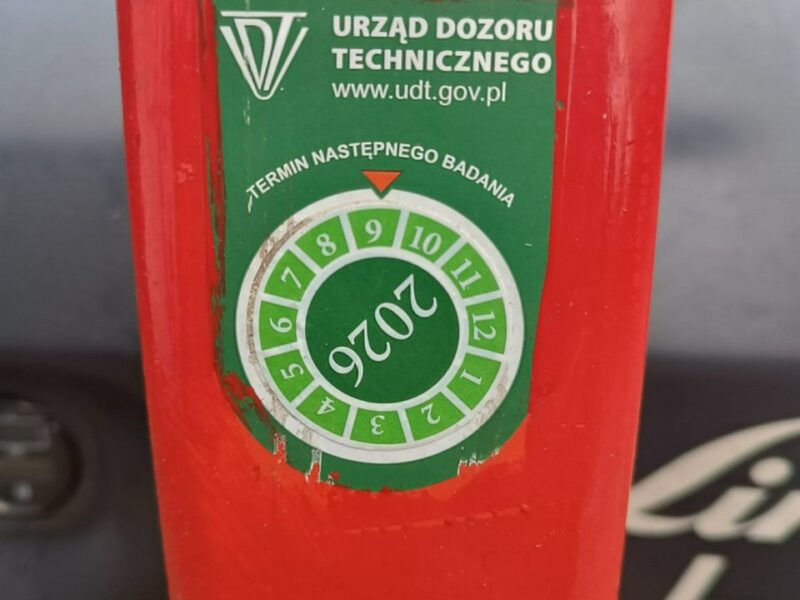 URZĄD DOZORU
TECHNICZNEGO
www.udt.gov.pl
TERMIN NASTĘPNEGO BADANIA
1 2 3 4 5 6 7 8 9 10 11 12
2026